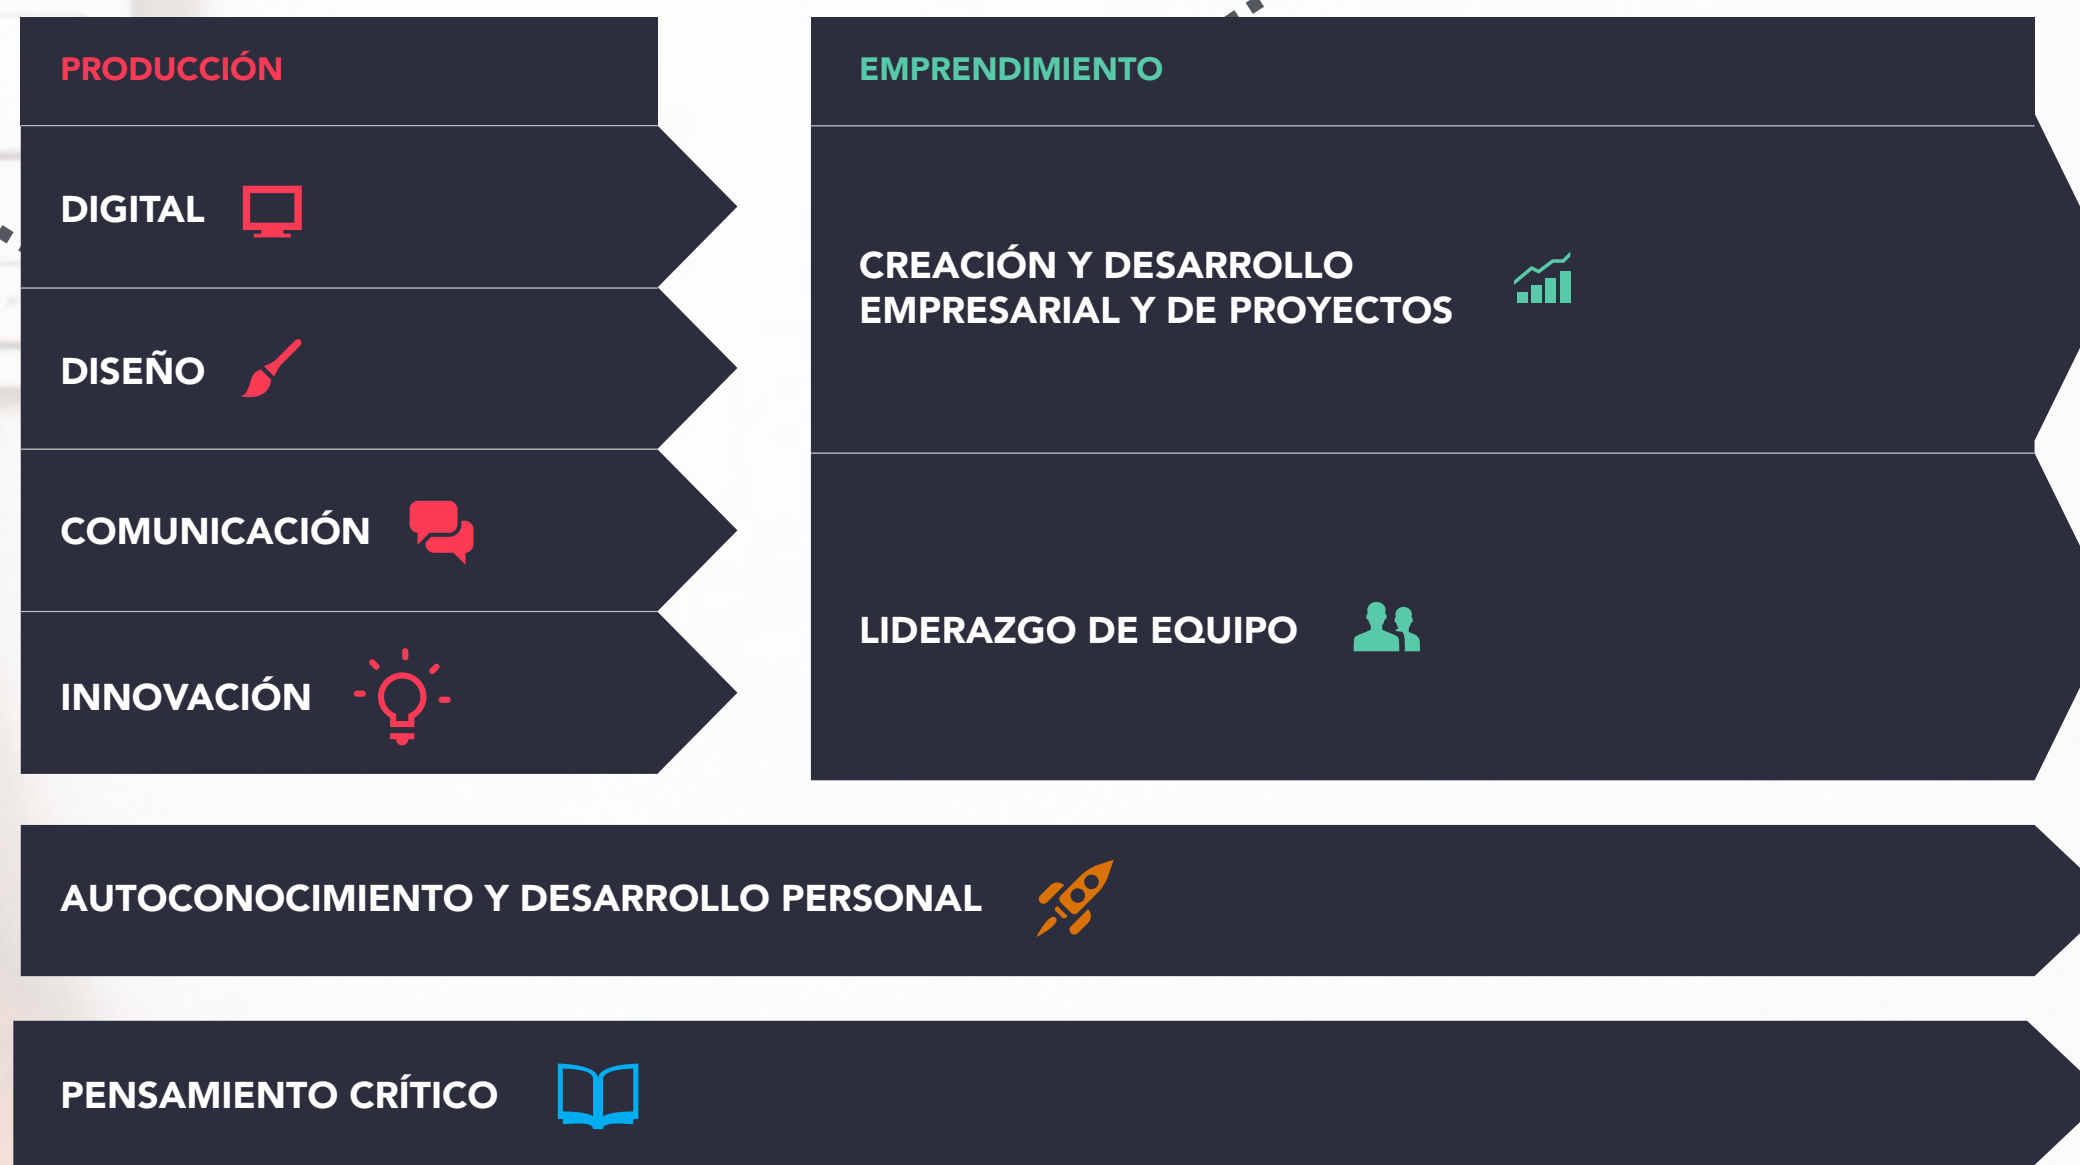 PRODUCCIÓN
DIGITAL
DISEÑO
COMUNICACIÓN
INNOVACIÓN
EMPRENDIMIENTO
CREACIÓN Y DESARROLLO
EMPRESARIAL Y DE PROYECTOS
LIDERAZGO DE EQUIPO
AUTOCONOCIMIENTO Y DESARROLLO PERSONAL
PENSAMIENTO CRÍTICO